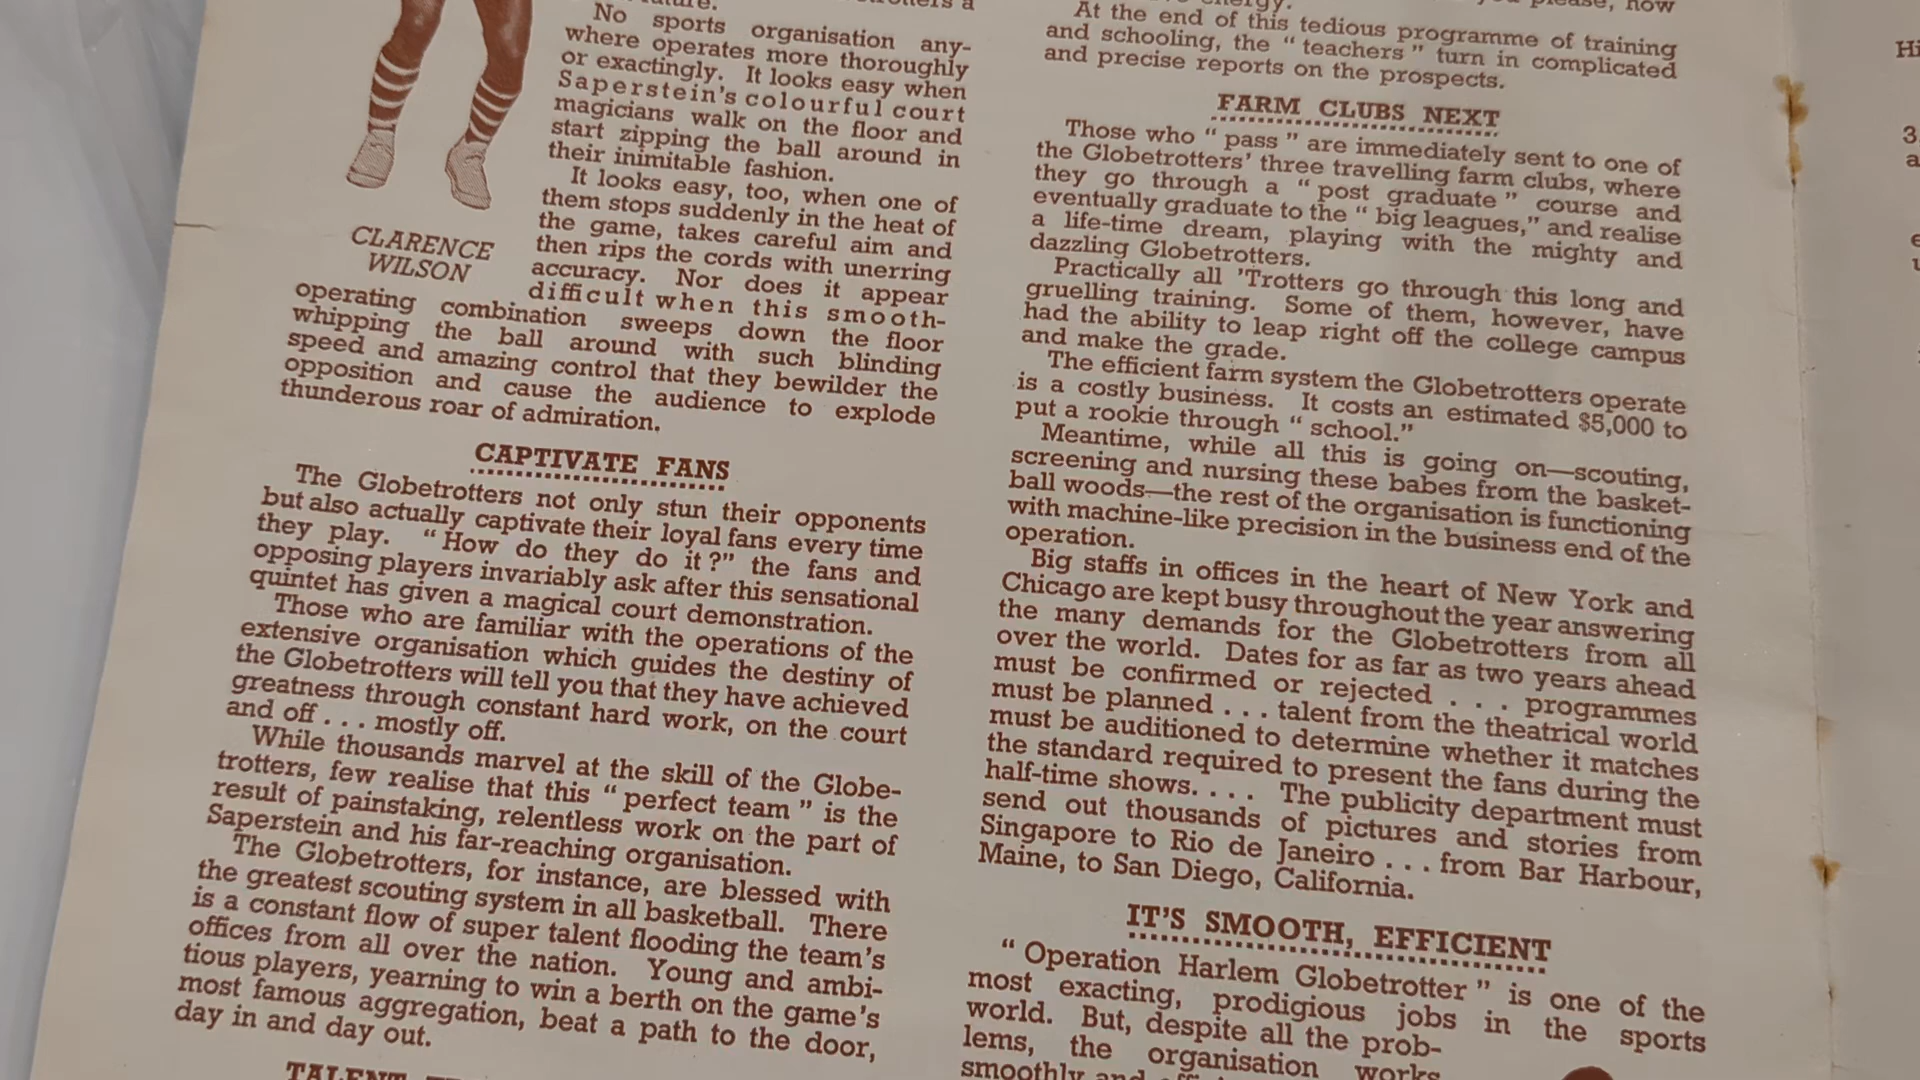 No sports organisation any-
where operates more thoroughly
or exactingly. It looks easy when
Saperstein's colourful court
magicians walk on the floor and
start zipping the ball around in
their inimitable fashion.
It looks easy, too, when one of
them stops suddenly in the heat of
the game, takes careful aim and
then rips the cords with unerring
accuracy. Nor does it appear
difficult when this smooth-
CLARENCE
WILSON
operating combination sweeps down the floor
whipping the ball around with such blinding
speed and amazing control that they bewilder the
opposition and cause the audience to explode
thunderous roar of admiration.
CAPTIVATE FANS
The Globetrotters not only stun their opponents
but also actually captivate their loyal fans every time
they play. "How do they do it?" the fans and
opposing players invariably ask after this sensational
quintet has given a magical court demonstration.
Those who are familiar with the operations of the
extensive organisation which guides the destiny of
the Globetrotters will tell you that they have achieved
greatness through constant hard work, on the court
and off . . . mostly off.
While thousands marvel at the skill of the Globe-
trotters, few realise that this " perfect team " is the
result of painstaking, relentless work on the part of
Saperstein and his far-reaching organisation.
The Globetrotters, for instance, are blessed with
the greatest scouting system in all basketball. There
is a constant flow of super talent flooding the team's
offices from all over the nation. Young and ambi-
tious players, yearning to win a berth on the game's
most famous aggregation, beat a path to the door,
day in and day out.
TALENT
please, now
At the end of this tedious programme of training
and schooling, the " teachers " turn in complicated
and precise reports on the prospects.
FARM CLUBS NEXT
Those who " pass " are immediately sent to one of
the Globetrotters' three travelling farm clubs, where
they go through a " post graduate " course and
eventually graduate to the " big leagues," and realise
a life-time dream, playing with the mighty and
dazzling Globetrotters.
Practically all 'Trotters go through this long and
gruelling training. Some of them, however, have
had the ability to leap right off the college campus
and make the grade.
The efficient farm system the Globetrotters operate
is a costly business. It costs an estimated $5,000 to
put a rookie through " school."
Meantime, while all this is going on—scouting,
screening and nursing these babes from the basket-
ball woods—the rest of the organisation is functioning
with machine-like precision in the business end of the
operation.
Big staffs in offices in the heart of New York and
Chicago are kept busy throughout the year answering
the many demands for the Globetrotters from all
over the world. Dates for as far as two years ahead
must be confirmed or rejected . . . programmes
must be planned . . . talent from the theatrical world
must be auditioned to determine whether it matches
the standard required to present the fans during the
half-time shows. . . . The publicity department must
send out thousands of pictures and stories from
Singapore to Rio de Janeiro . . . from Bar Harbour,
Maine, to San Diego, California.
IT'S SMOOTH, EFFICIENT
" Operation Harlem Globetrotter " is one of the
most exacting, prodigious jobs in the sports
world. But, despite all the prob-
lems, the organisation works
smoothly and